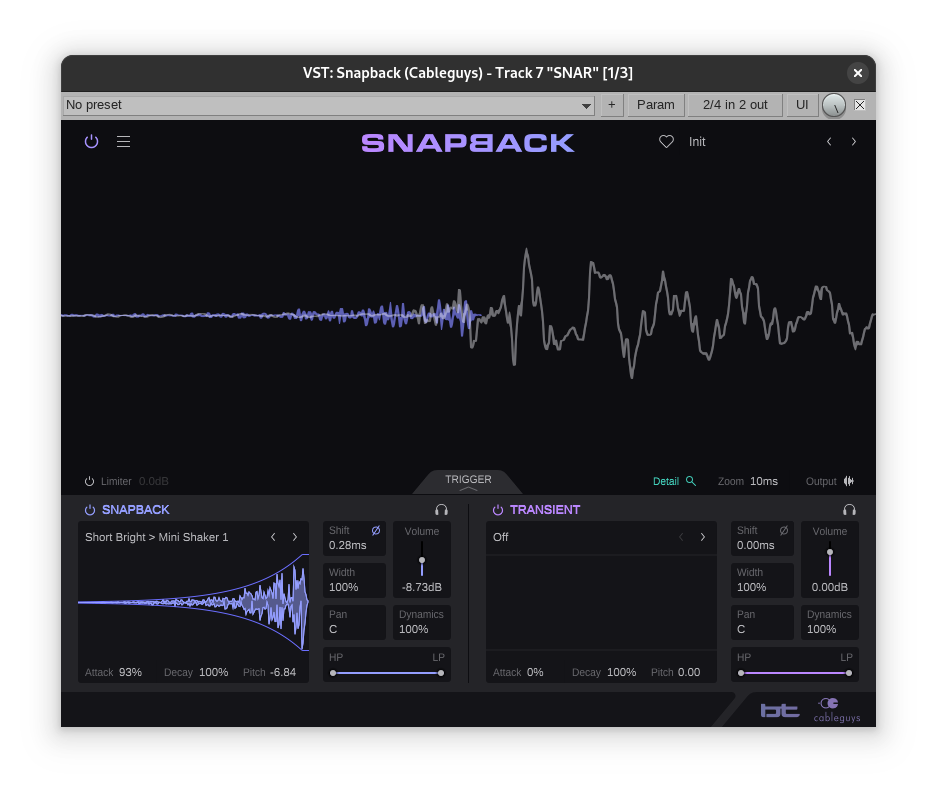 VST: Snapback (Cableguys) - Track 7 "SNAR" [1/3]
No preset + Param 2/4 in 2 out UI
SNAPBACK
Init
Limiter 0.0dB
TRIGGER
Detail
Zoom 10ms
Output
SNAPBACK
Short Bright > Mini Shaker 1
Attack 93% Decay 100% Pitch -6.84
Shift Ø
0.28ms
Width
100%
Pan
C
Volume
-8.73dB
Dynamics
100%
HP LP
TRANSIENT
Off
Attack 0% Decay 100% Pitch 0.00
Shift Ø
0.00ms
Width
100%
Pan
C
Volume
0.00dB
Dynamics
100%
HP LP
bt
cableguys